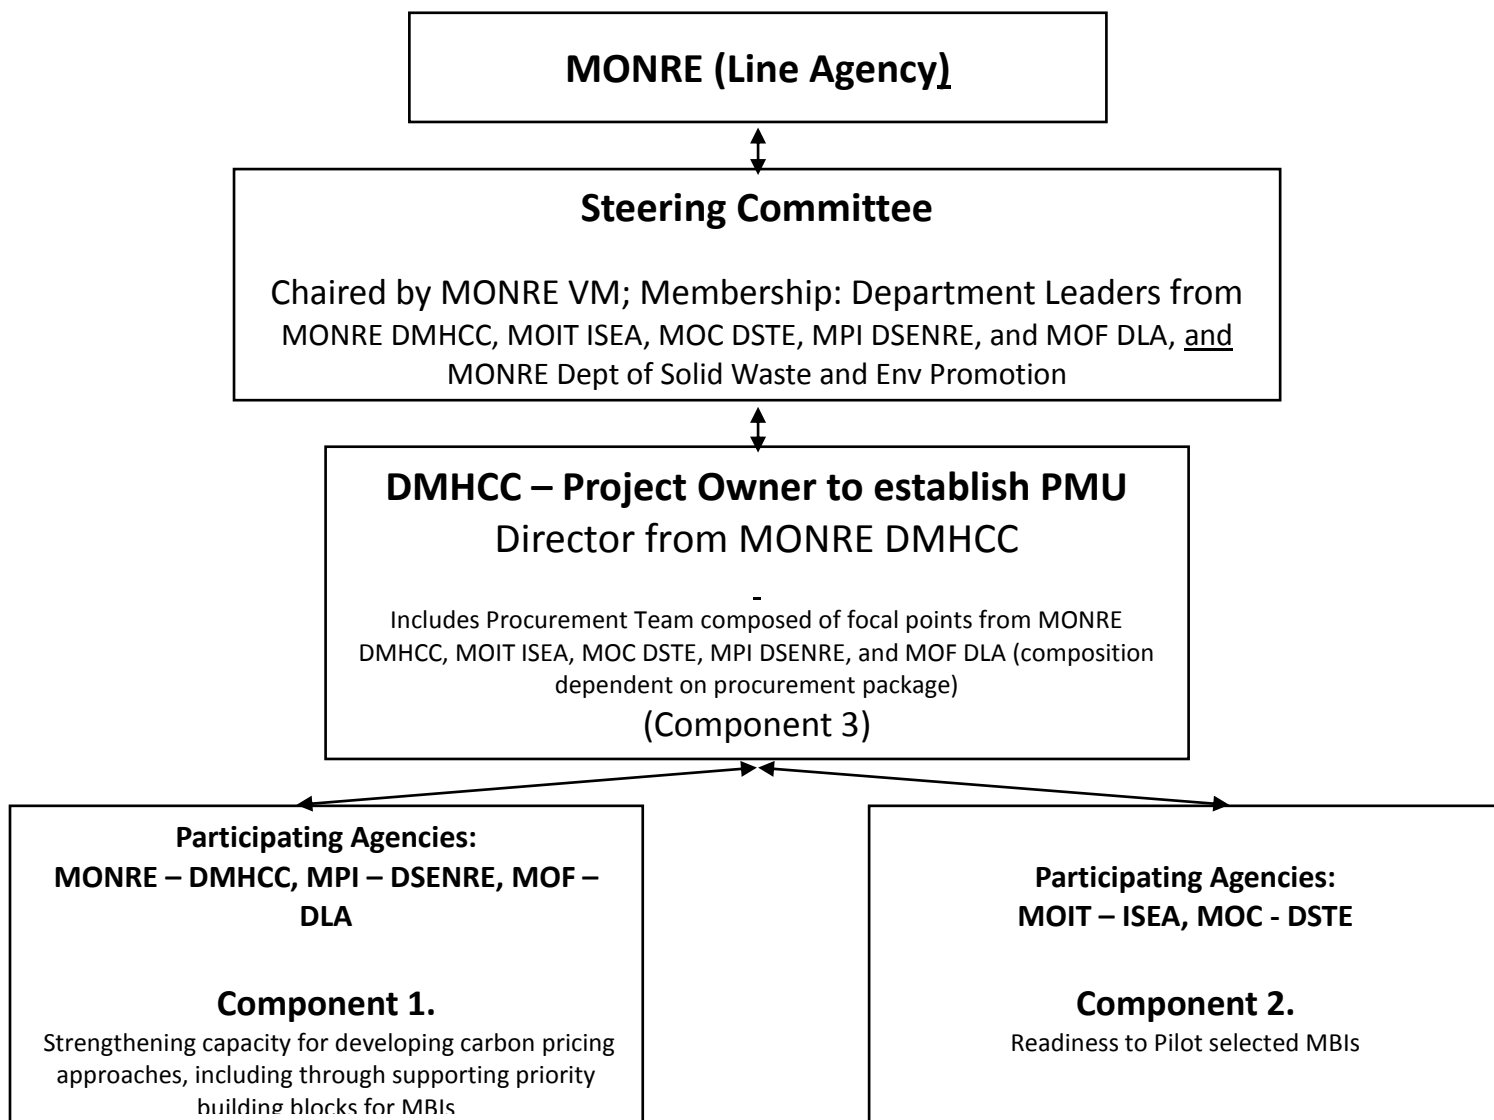 MONRE (Line Agency)
Steering Committee
Chaired by MONRE VM; Membership: Department Leaders from
MONRE DMHCC, MOIT ISEA, MOC DSTE, MPI DSENRE, and MOF DLA, and
MONRE Dept of Solid Waste and Env Promotion
DMHCC – Project Owner to establish PMU
Director from MONRE DMHCC
-
Includes Procurement Team composed of focal points from MONRE
DMHCC, MOIT ISEA, MOC DSTE, MPI DSENRE, and MOF DLA (composition
dependent on procurement package)
(Component 3)
Participating Agencies:
MONRE – DMHCC, MPI – DSENRE, MOF –
DLA
Component 1.
Strengthening capacity for developing carbon pricing
approaches, including through supporting priority
building blocks for MBIs
Participating Agencies:
MOIT – ISEA, MOC - DSTE
Component 2.
Readiness to Pilot selected MBIs